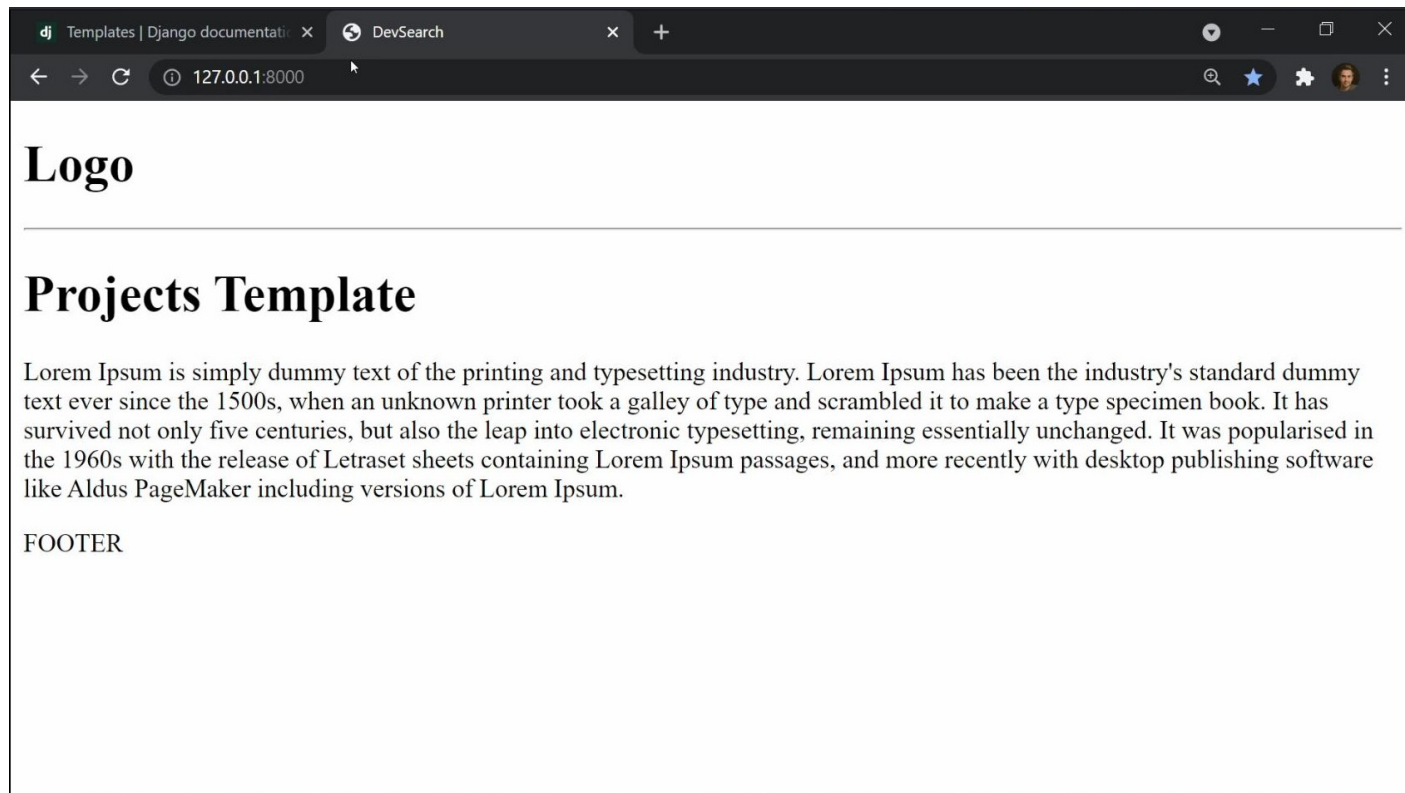 dj Templates | Django documentatic
DevSearch
127.0.0.1:8000
Logo
Projects Template
Lorem Ipsum is simply dummy text of the printing and typesetting industry. Lorem Ipsum has been the industry's standard dummy
text ever since the 1500s, when an unknown printer took a galley of type and scrambled it to make a type specimen book. It has
survived not only five centuries, but also the leap into electronic typesetting, remaining essentially unchanged. It was popularised in
the 1960s with the release of Letraset sheets containing Lorem Ipsum passages, and more recently with desktop publishing software
like Aldus PageMaker including versions of Lorem Ipsum.
FOOTER